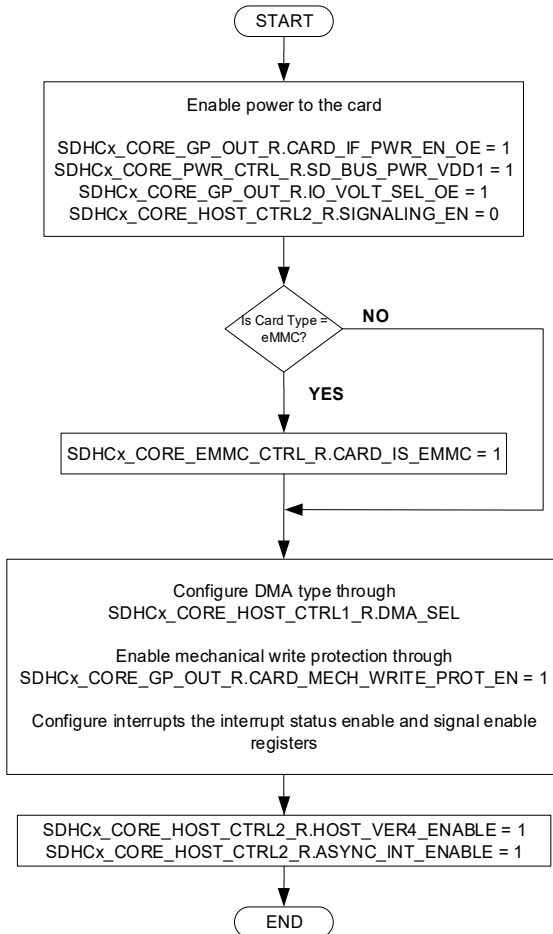 START
Enable power to the card
SDHCx_CORE_GP_OUT_R.CARD_IF_PWR_EN_OE = 1
SDHCx_CORE_PWR_CTRL_R.SD_BUS_PWR_VDD1 = 1
SDHCx_CORE_GP_OUT_R.IO_VOLT_SEL_OE = 1
SDHCx_CORE_HOST_CTRL2_R.SIGNALING_EN = 0
Is Card Type =
eMMC?
NO
YES
SDHCx_CORE_EMMC_CTRL_R.CARD_IS_EMMC = 1
Configure DMA type through
SDHCx_CORE_HOST_CTRL1_R.DMA_SEL
Enable mechanical write protection through
SDHCx_CORE_GP_OUT_R.CARD_MECH_WRITE_PROT_EN = 1
Configure interrupts the interrupt status enable and signal enable
registers
SDHCx_CORE_HOST_CTRL2_R.HOST_VER4_ENABLE = 1
SDHCx_CORE_HOST_CTRL2_R.ASYNC_INT_ENABLE = 1
END